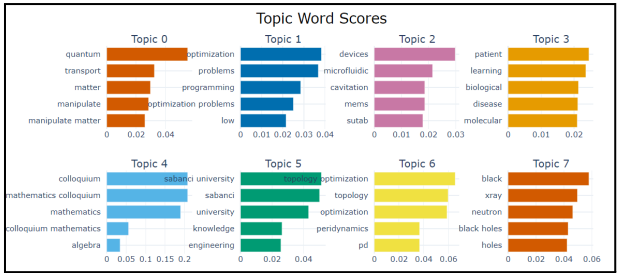 Topic Word Scores
Topic 0
quantum
transport
matter
manipulate
manipulate matter
0 0.02 0.04
Topic 1
optimization
problems
programming
optimization problems
low
0 0.01 0.02 0.03 0.04
Topic 2
devices
microfluidic
cavitation
mems
sutab
0 0.01 0.02 0.03
Topic 3
patient
learning
biological
disease
molecular
0 0.01 0.02
Topic 4
colloquium
mathematics colloquium
mathematics
colloquium mathematics
algebra
0 0.05 0.1 0.15 0.2
Topic 5
sabanci university
sabanci
university
knowledge
engineering
0 0.02 0.04
Topic 6
topology optimization
topology
optimization
peridynamics
pd
0 0.02 0.04 0.06
Topic 7
black
xray
neutron
black holes
holes
0 0.02 0.04 0.06